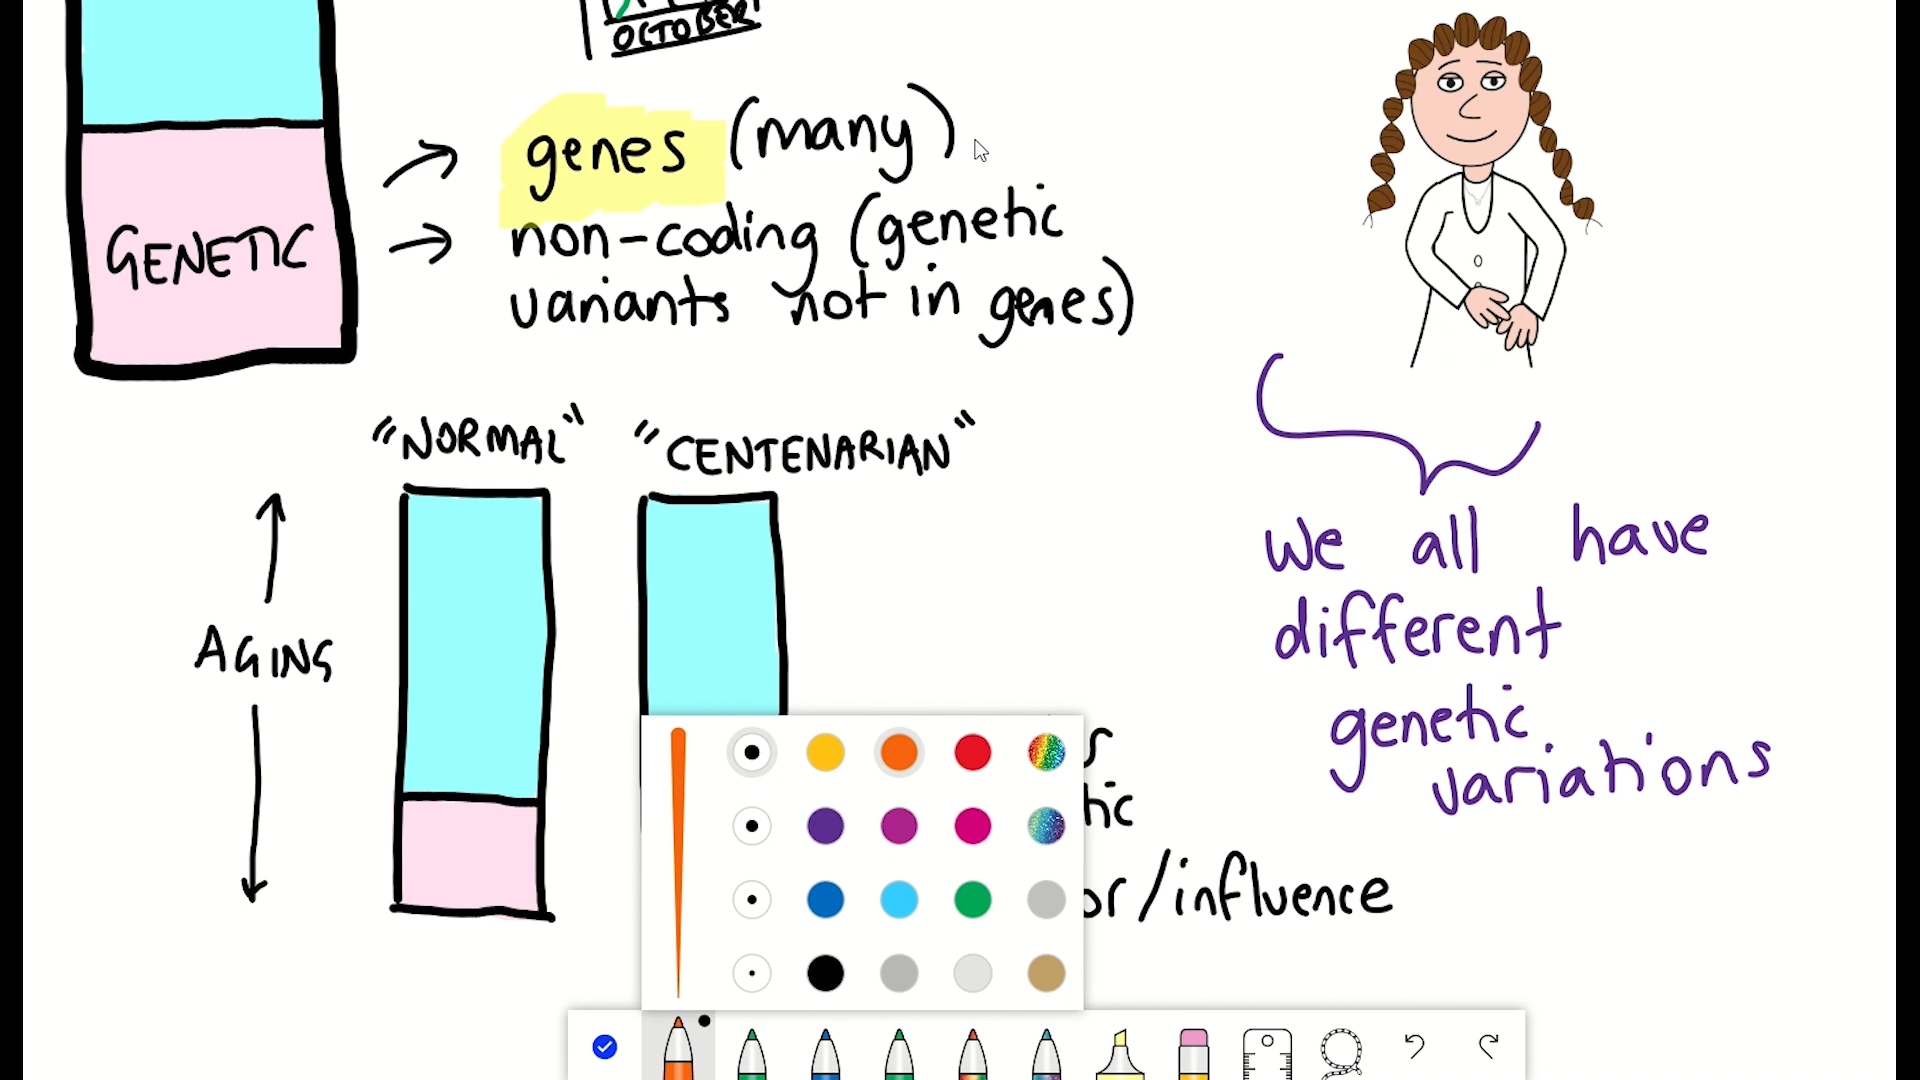 OCTOBER
genes (many)
GENETIC
non-coding (genetic
variants not in genes)
"NORMAL"
"CENTENARIAN"
AGING
We all have
different
genetic
variations
or/influence